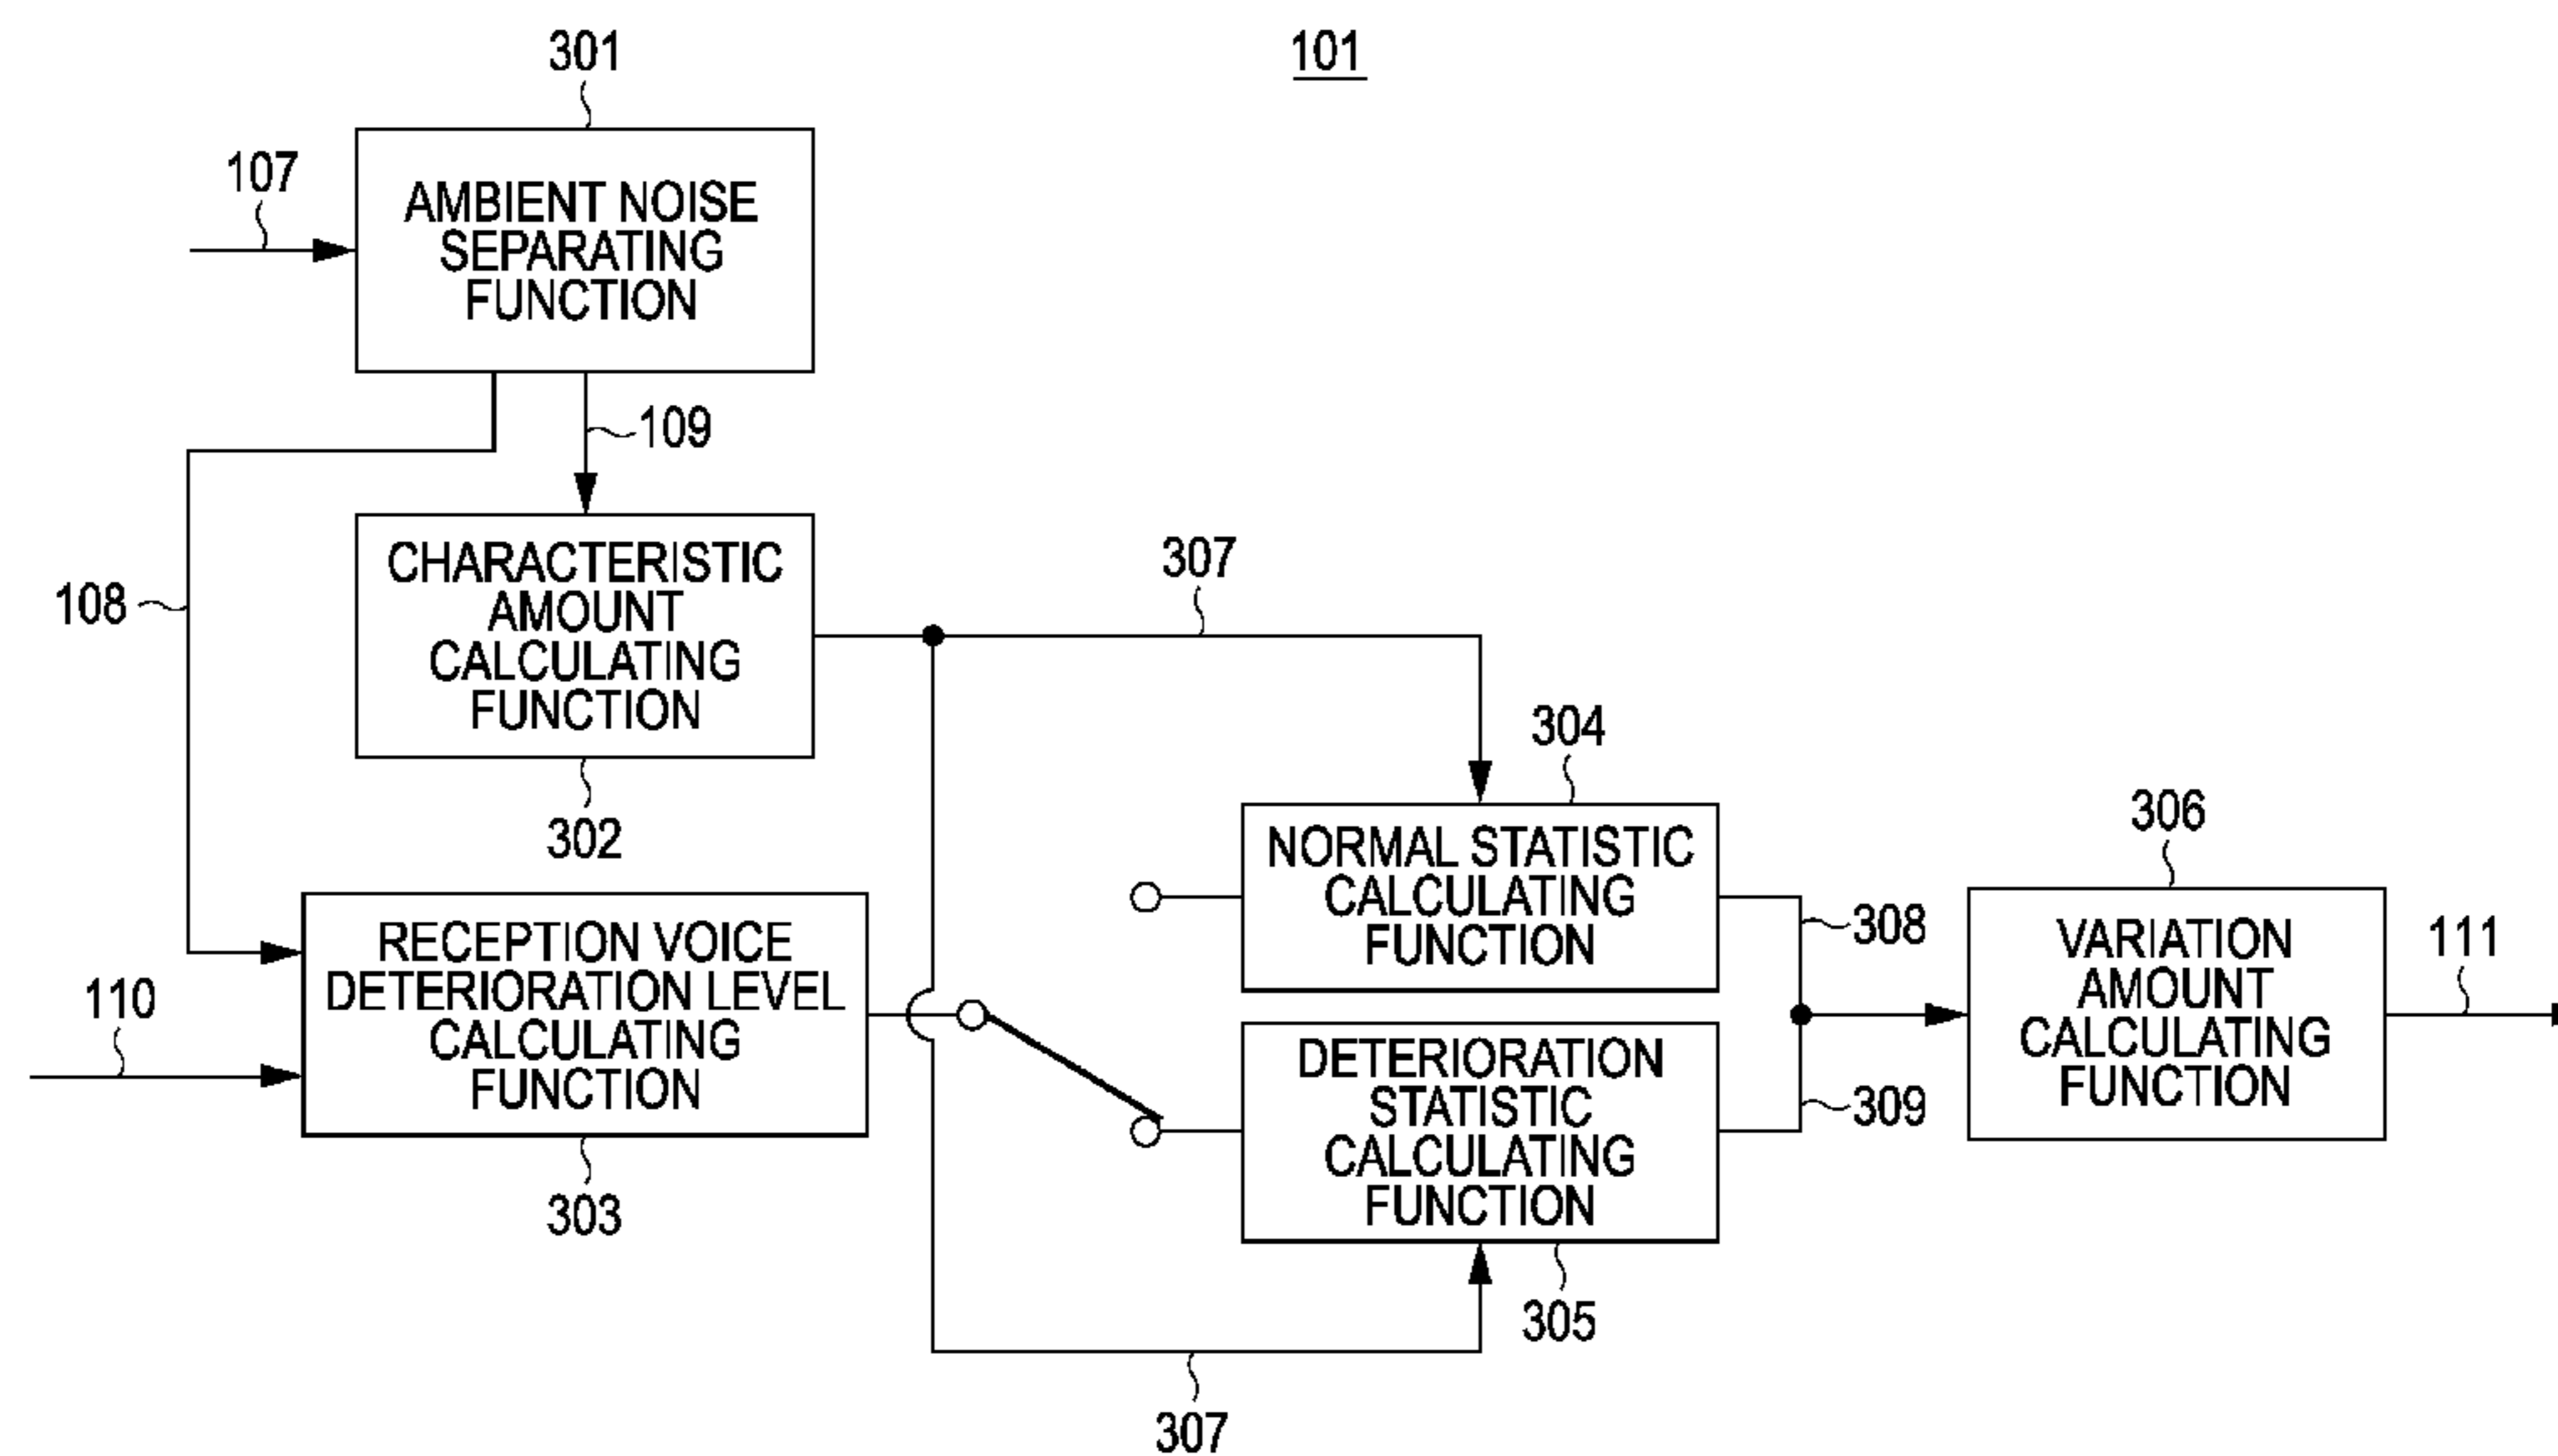 301
101
107
AMBIENT NOISE
SEPARATING
FUNCTION
109
108
CHARACTERISTIC
AMOUNT
CALCULATING
FUNCTION
302
307
304
NORMAL STATISTIC
CALCULATING
FUNCTION
306
308
110
RECEPTION VOICE
DETERIORATION LEVEL
CALCULATING
FUNCTION
303
DETERIORATION
STATISTIC
CALCULATING
FUNCTION
305
309
VARIATION
AMOUNT
CALCULATING
FUNCTION
111
307